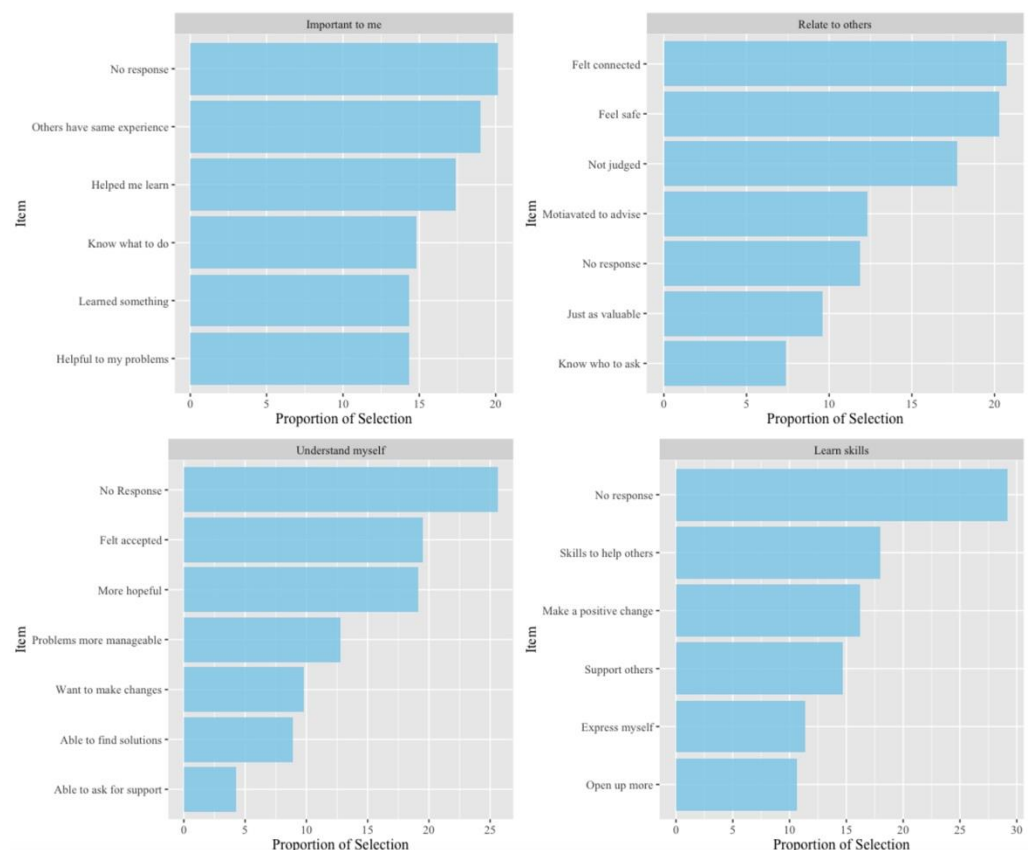 Important to me
No response
Others have same experience
Helped me learn
Know what to do
Learned something
Helpful to my problems
Item
0 5 10 15 20
Proportion of Selection
Relate to others
Felt connected
Feel safe
Not judged
Motiavated to advise
No response
Just as valuable
Know who to ask
Item
0 5 10 15 20
Proportion of Selection
Understand myself
No Response
Felt accepted
More hopeful
Problems more manageable
Want to make changes
Able to find solutions
Able to ask for support
Item
0 5 10 15 20 25
Proportion of Selection
Learn skills
No response
Skills to help others
Make a positive change
Support others
Express myself
Open up more
Item
0 5 10 15 20 25 30
Proportion of Selection